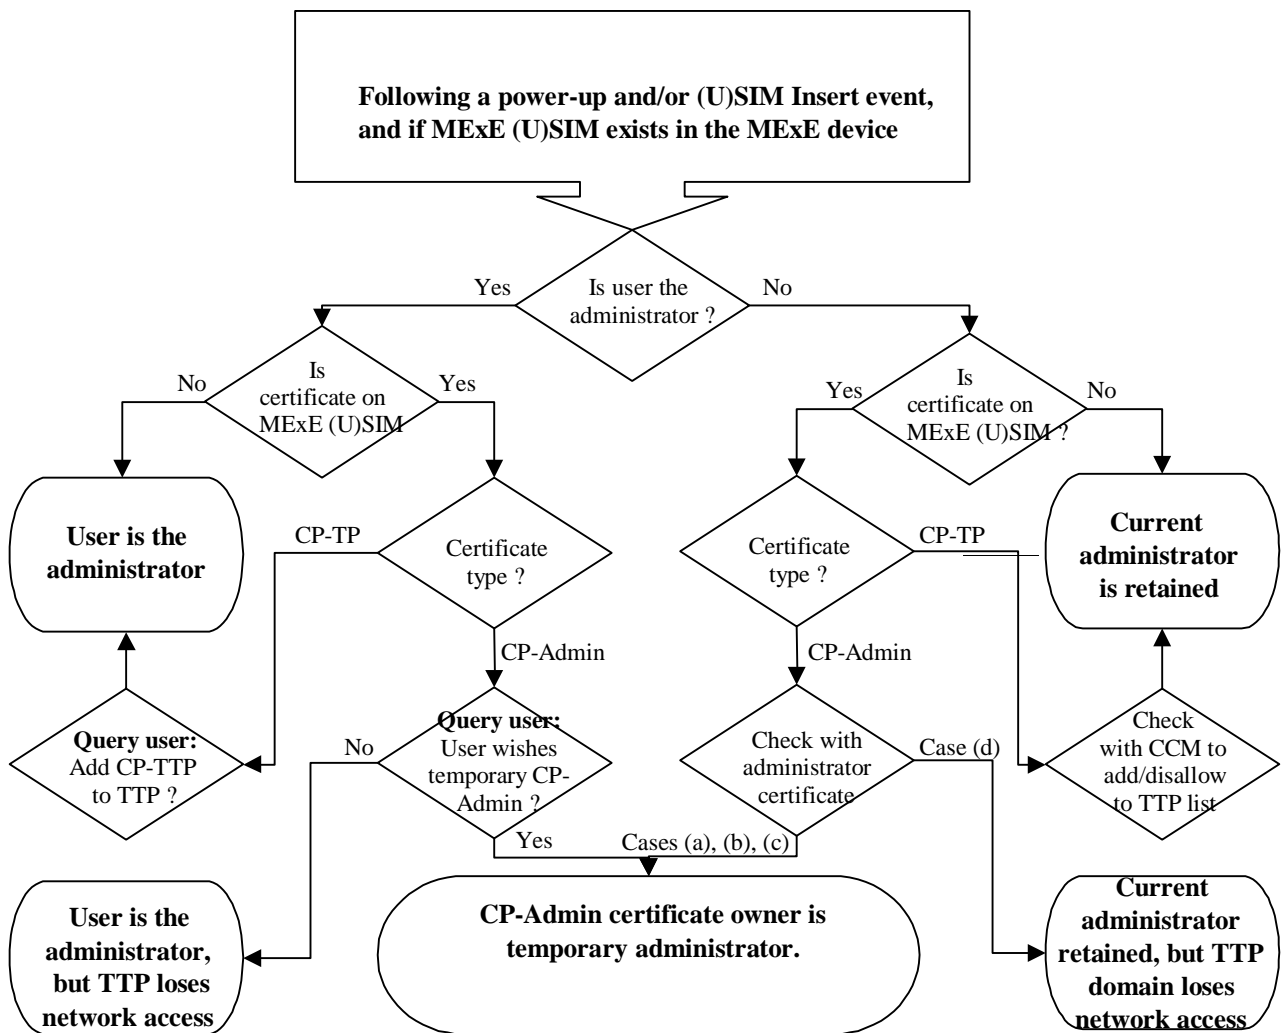 Following a power-up and/or (U)SIM Insert event,
and if MExE (U)SIM exists in the MExE device
Is user the
administrator ?
Yes
No
Is
certificate on
MExE (U)SIM
No
Yes
Is
certificate on
MExE (U)SIM ?
Yes
No
User is the
administrator
CP-TP
Certificate
type ?
CP-Admin
Certificate
type ?
CP-TP
CP-Admin
Current
administrator
is retained
Query user:
Add CP-TTP
to TTP ?
No
Query user:
User wishes
temporary CP-
Admin ?
Yes
Check with
administrator
certificate
Case (d)
Cases (a), (b), (c)
Check
with CCM to
add/disallow
to TTP list
User is the
administrator,
but TTP loses
network access
CP-Admin certificate owner is
temporary administrator.
Current
administrator
retained, but TTP
domain loses
network access